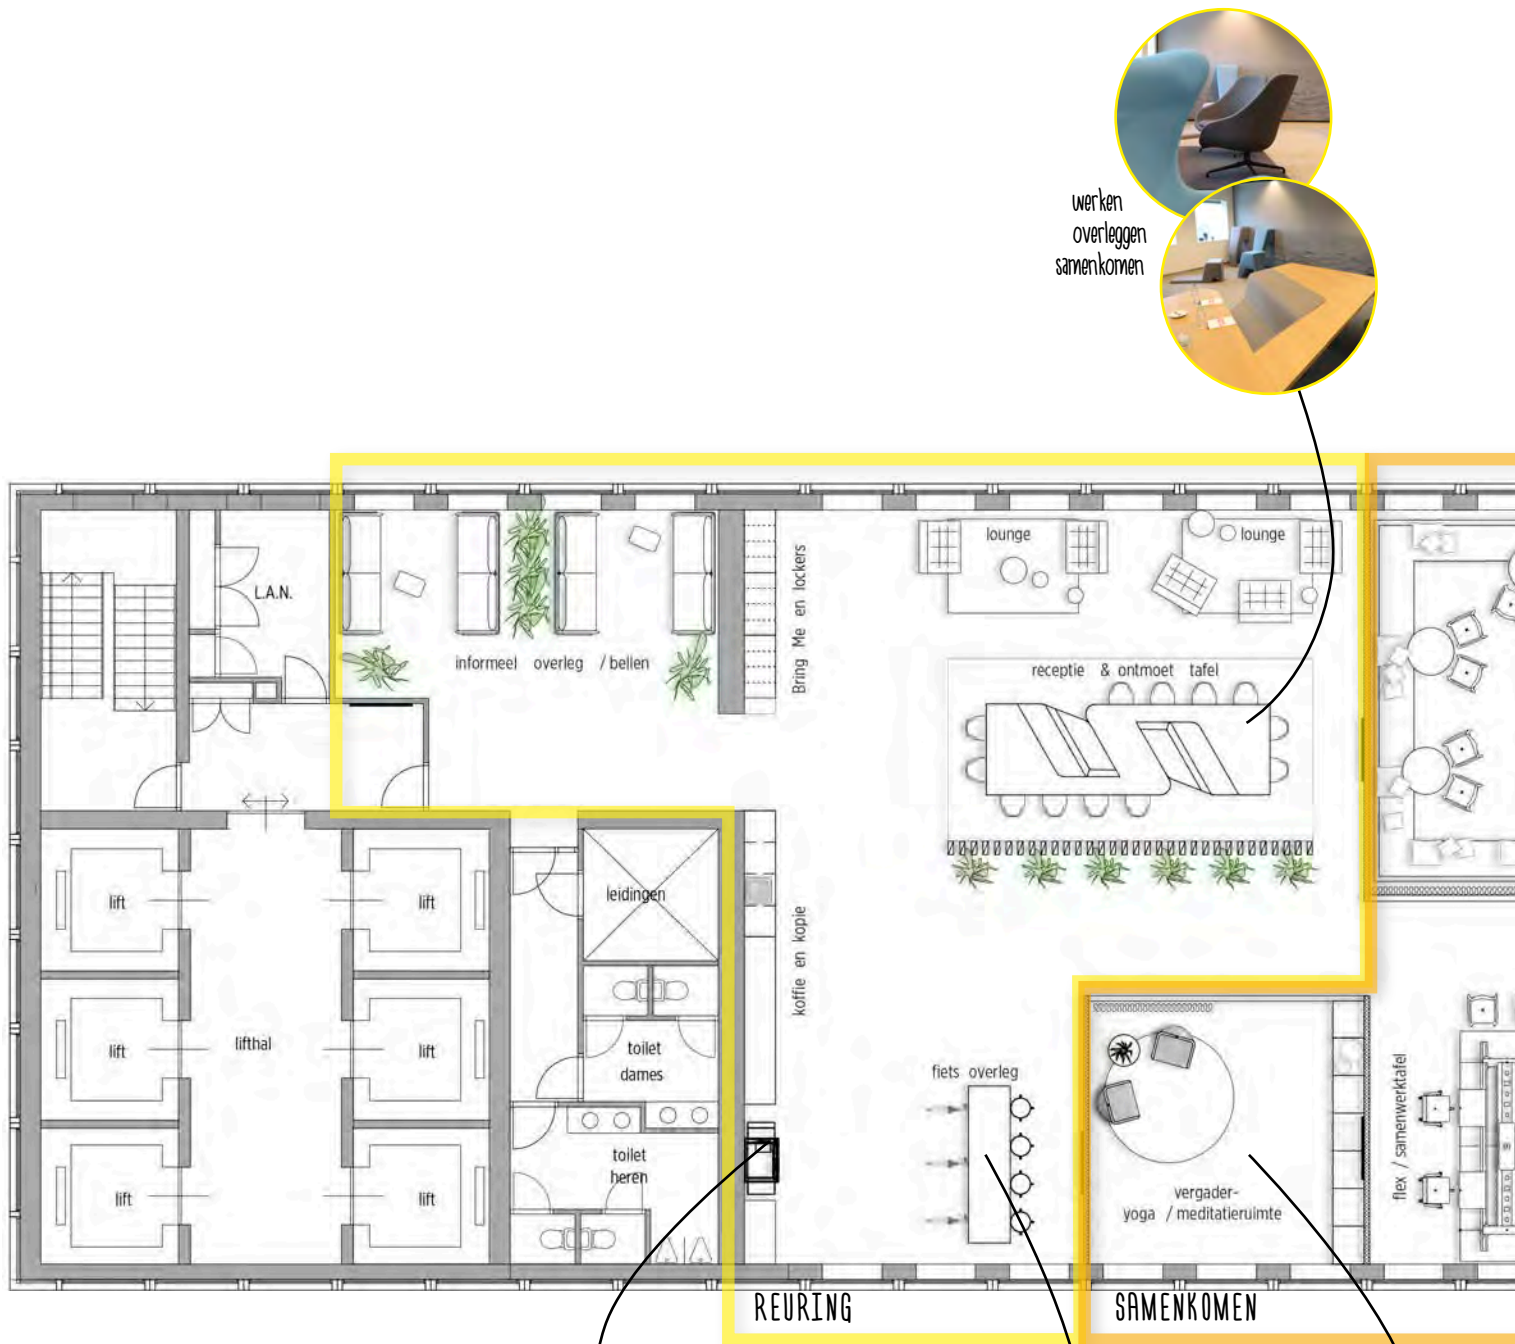 werken
overleggen
samenkomen
lounge
lounge
L.A.N.
Bring Me en lockers
informeel overleg / bellen
receptie & ontmoet tafel
leidingen
lift
lift
koffie en kopie
lift
lifthal
lift
toilet
dames
fiets overleg
flex / samenwerktafel
toilet
heren
lift
lift
vergader-
yoga / meditatieruimte
REURING
SAMENKOMEN